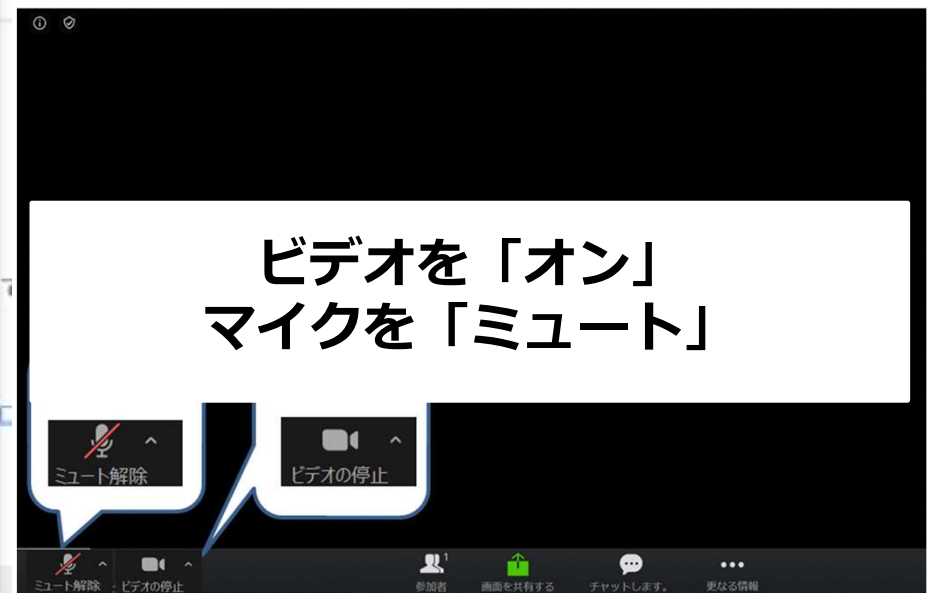 ビデオを「オン」
マイクを「ミュート」
ミュート解除
ビデオの停止
ミュート解除
ビデオの停止
1
参加者
画面を共有する
チャットします。
更なる情報